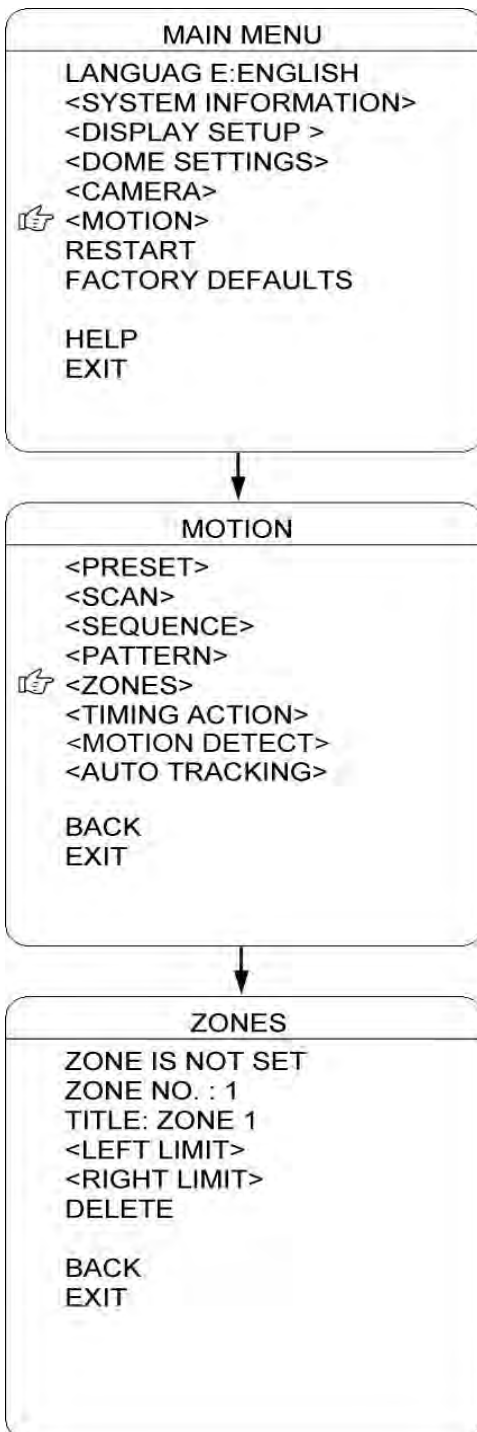 MAIN MENU
LANGUAG E:ENGLISH
<SYSTEM INFORMATION>
<DISPLAY SETUP >
<DOME SETTINGS>
<CAMERA>
<MOTION>
RESTART
FACTORY DEFAULTS
HELP
EXIT
MOTION
<PRESET>
<SCAN>
<SEQUENCE>
<PATTERN>
<ZONES>
<TIMING ACTION>
<MOTION DETECT>
<AUTO TRACKING>
BACK
EXIT
ZONES
ZONE IS NOT SET
ZONE NO. : 1
TITLE: ZONE 1
<LEFT LIMIT>
<RIGHT LIMIT>
DELETE
BACK
EXIT